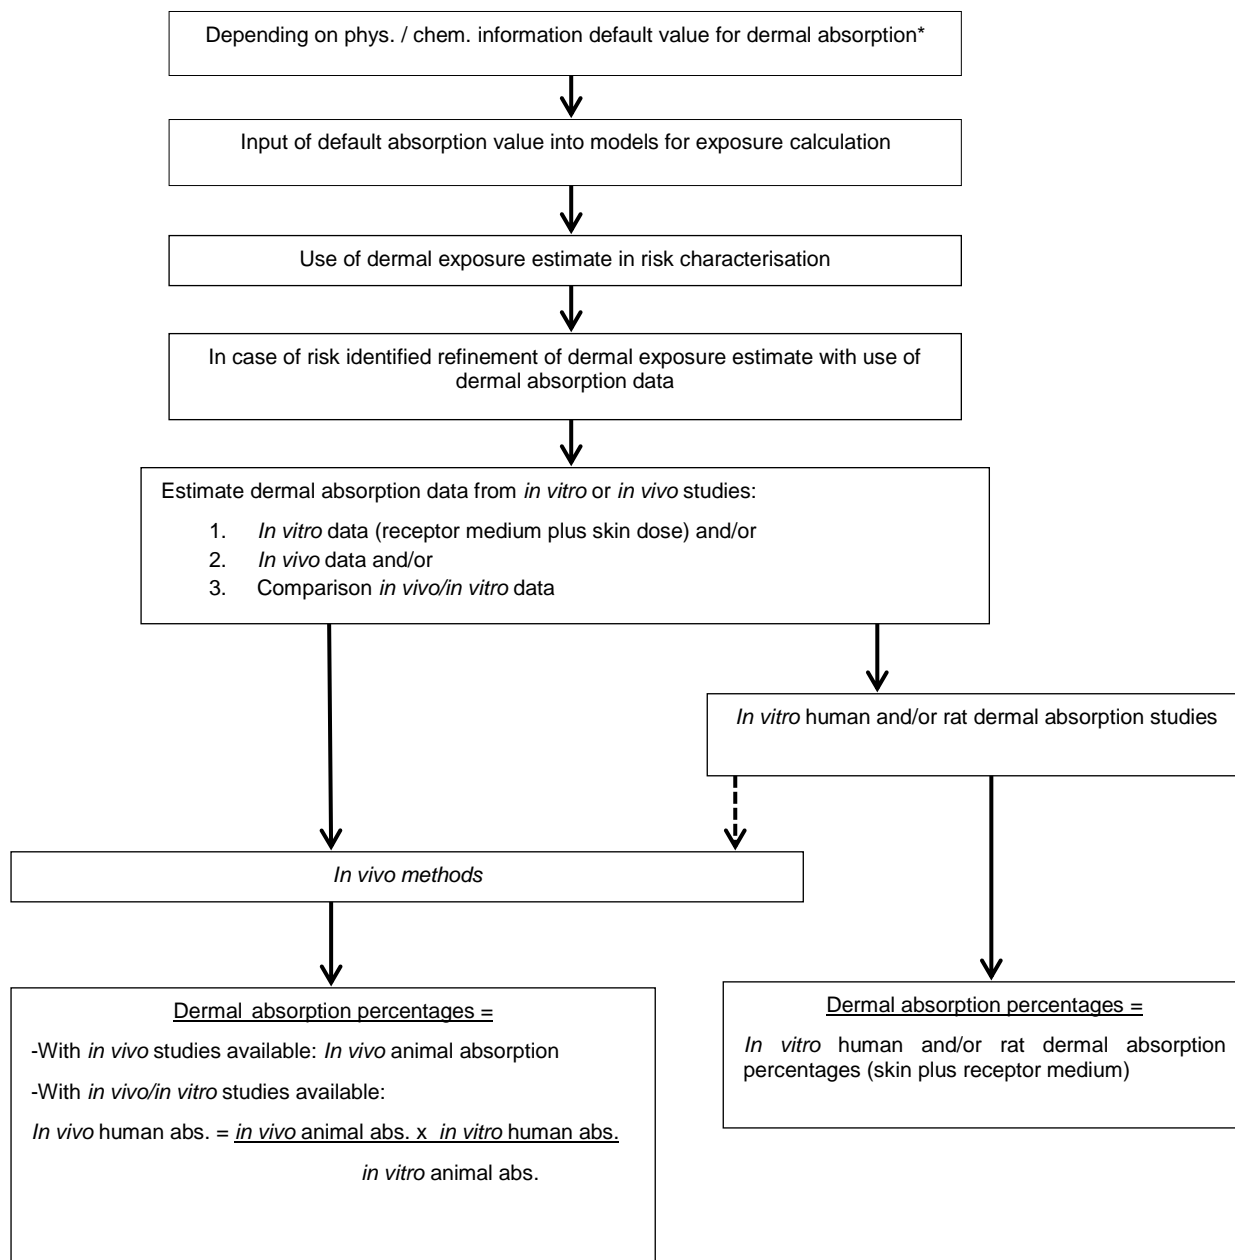 Depending on phys. / chem. information default value for dermal absorption*
Input of default absorption value into models for exposure calculation
Use of dermal exposure estimate in risk characterisation
In case of risk identified refinement of dermal exposure estimate with use of
dermal absorption data
Estimate dermal absorption data from in vitro or in vivo studies:
1. In vitro data (receptor medium plus skin dose) and/or
2. In vivo data and/or
3. Comparison in vivo/in vitro data
In vitro human and/or rat dermal absorption studies
In vivo methods
Dermal absorption percentages =
-With in vivo studies available: In vivo animal absorption
-With in vivo/in vitro studies available:
In vivo human abs. = in vivo animal abs. x in vitro human abs.
in vitro animal abs.
Dermal absorption percentages =
In vitro human and/or rat dermal absorption
percentages (skin plus receptor medium)